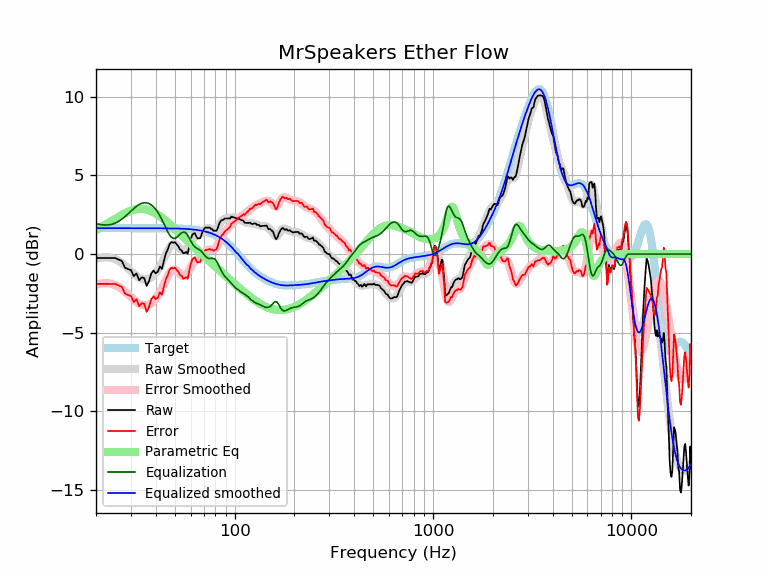 MrSpeakers Ether Flow
10
5
0
−5
−10
−15
Amplitude (dBr)
Target
Raw Smoothed
Error Smoothed
Raw
Error
Parametric Eq
Equalization
Equalized smoothed
100 1000 10000
Frequency (Hz)